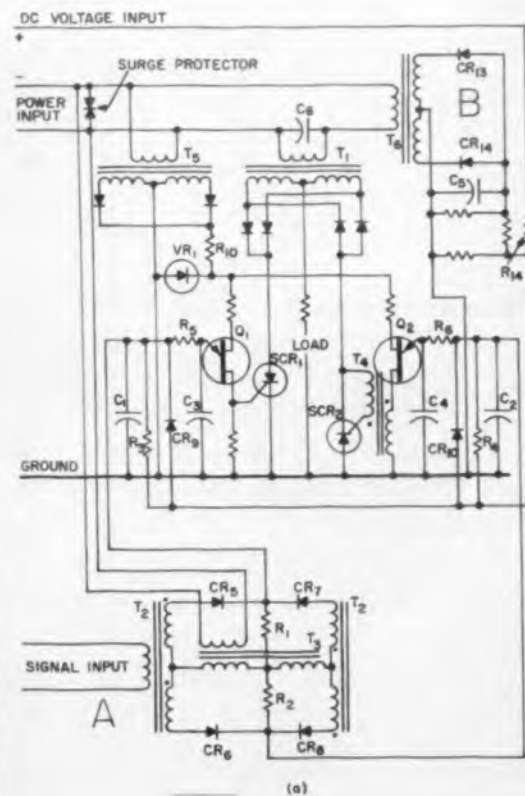 DC VOLTAGE INPUT
+
−
SURGE PROTECTOR
POWER INPUT
C6
CR13
B
T6
CR14
C5
T5
T1
R10
VR1
R14
R5
Q1
SCR1
LOAD
T4
Q2
R6
SCR2
C1
C3
C4
C2
CR9
CR10
GROUND
CR5
CR7
T2
T2
R1
T3
SIGNAL INPUT
A
R2
CR6
CR8
(a)